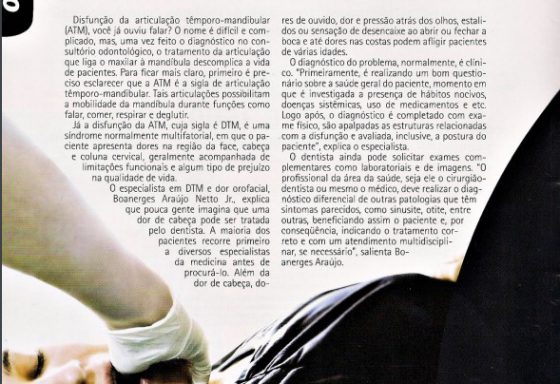 Disfunção da articulação têmporo-mandibular
(ATM), você já ouviu falar? O nome é difícil e com-
plicado, mas, uma vez feito o diagnóstico no con-
sultório odontológico, o tratamento da articulação
que liga o maxilar à mandíbula descomplica a vida
de pacientes. Para ficar mais claro, primeiro é pre-
ciso esclarecer que a ATM é a sigla de articulação
têmporo-mandibular. Tais articulações possibilitam
a mobilidade da mandíbula durante funções como
falar, comer, respirar e deglutir.
Já a disfunção da ATM, cuja sigla é DTM, é uma
síndrome normalmente multifatorial, em que o pa-
ciente apresenta dores na região da face, cabeça
e coluna cervical, geralmente acompanhada de
limitações funcionais e algum tipo de prejuízo
na qualidade de vida.
O especialista em DTM e dor orofacial,
Boanerges Araújo Netto Jr., explica
que pouca gente imagina que uma
dor de cabeça pode ser tratada
pelo dentista. A maioria dos
pacientes recorre primeiro
a diversos especialistas
da medicina antes de
procurá-lo. Além da
dor de cabeça, do-
res de ouvido, dor e pressão atrás dos olhos, estali-
dos ou sensação de desencaixe ao abrir ou fechar a
boca e até dores nas costas podem afligir pacientes
de várias idades.
O diagnóstico do problema, normalmente, é clíni-
co. "Primeiramente, é realizando um bom questio-
nário sobre a saúde geral do paciente, momento em
que é investigada a presença de hábitos nocivos,
doenças sistêmicas, uso de medicamentos e etc.
Logo após, o diagnóstico é completado com exa-
me físico, são apalpadas as estruturas relacionadas
com a disfunção e avaliada, inclusive, a postura do
paciente", explica o especialista.
O dentista ainda pode solicitar exames com-
plementares como laboratoriais e de imagens. "O
profissional da área da saúde, seja ele o cirurgião-
dentista ou mesmo o médico, deve realizar o diag-
nóstico diferencial de outras patologias que têm
sintomas parecidos, como sinusite, otite, entre
outras, beneficiando assim o paciente e, por
conseqüência, indicando o tratamento cor-
reto e com um atendimento multidiscipli-
nar, se necessário", salienta Bo-
anerges Araújo.